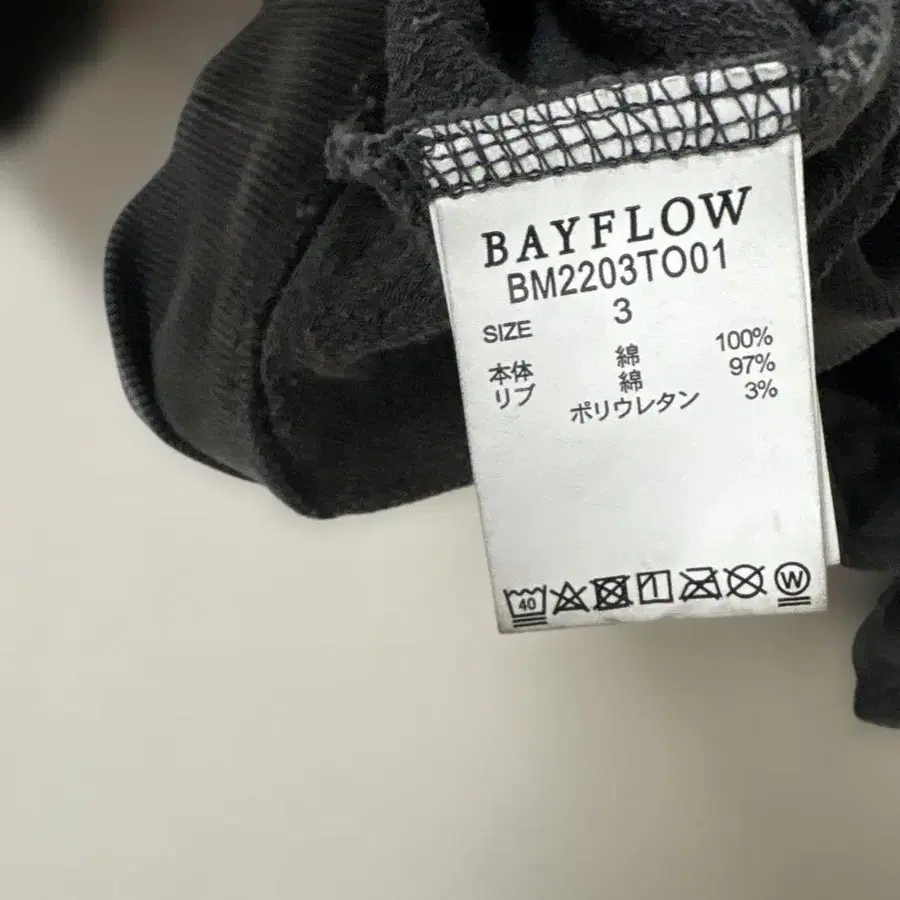 BAYFLOW
BM2203TO01
SIZE 3
本体 綿 100%
リブ 綿 97%
ポリウレタン 3%
40 W